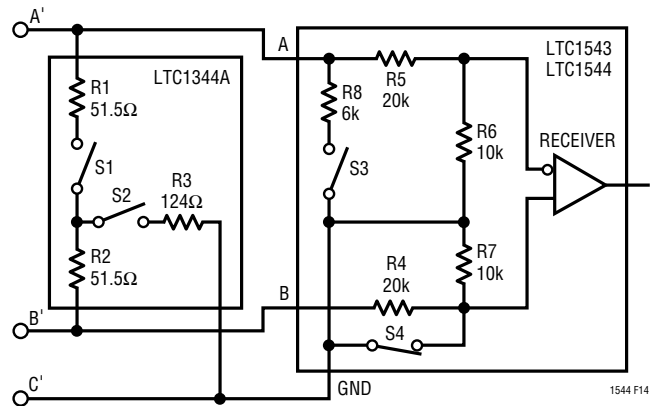 A'
A
LTC1344A
R1
51.5Ω
S1
S2
R3
124Ω
R2
51.5Ω
LTC1543
LTC1544
R8
6k
R5
20k
R6
10k
RECEIVER
S3
R7
10k
R4
20k
B
S4
B'
C'
GND
1544 F14